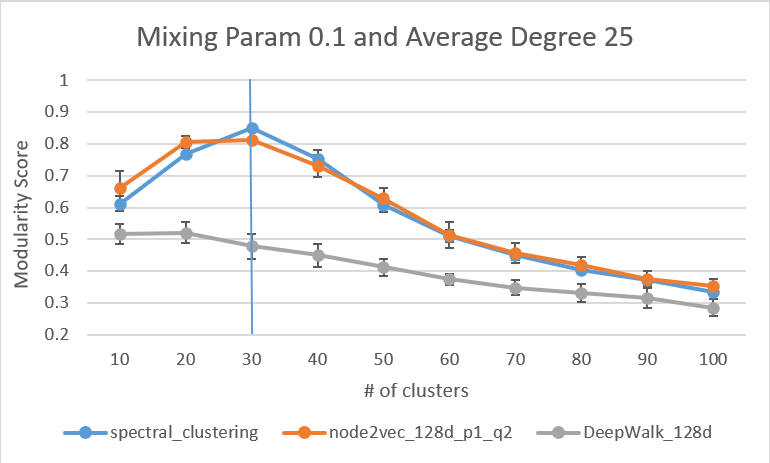 Mixing Param 0.1 and Average Degree 25
Modularity Score
1
0.9
0.8
0.7
0.6
0.5
0.4
0.3
0.2
10 20 30 40 50 60 70 80 90 100
# of clusters
spectral_clustering node2vec_128d_p1_q2 DeepWalk_128d